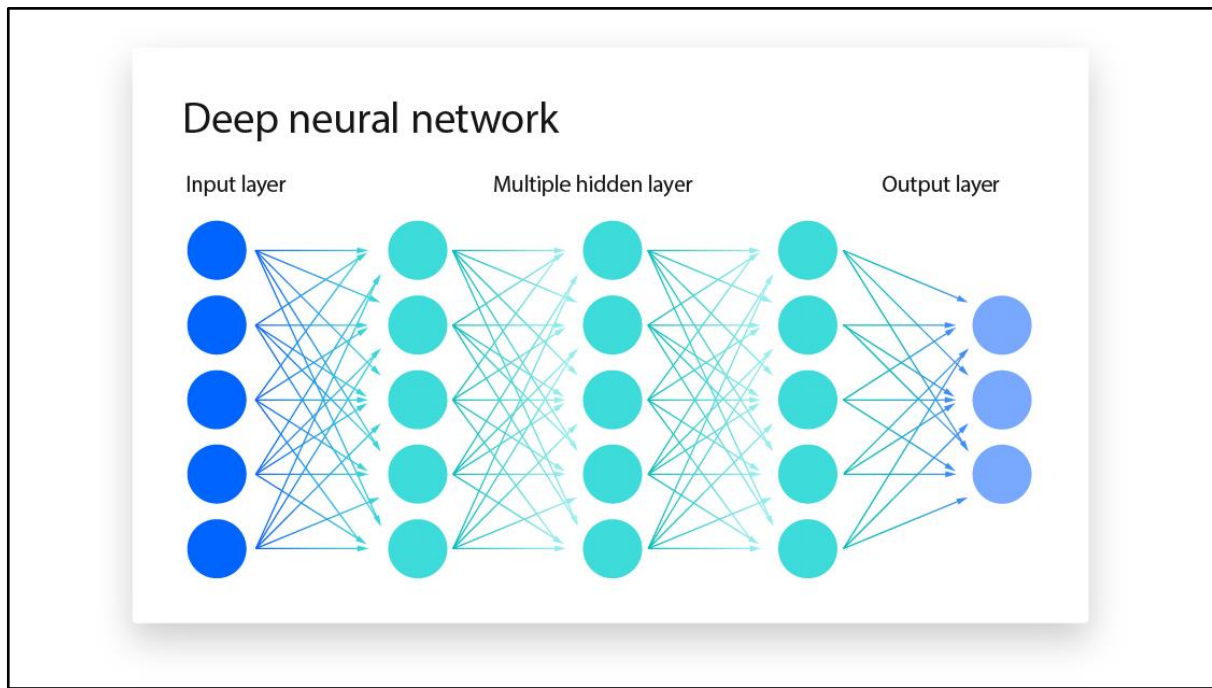 Deep neural network
Input layer
Multiple hidden layer
Output layer